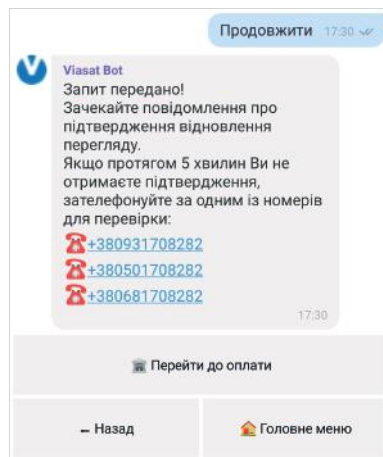 Продовжити 17:30
Viasat Bot
Запит передано!
Зачекайте повідомлення про
підтвердження відновлення
перегляду.
Якщо протягом 5 хвилин Ви не
отримаєте підтвердження,
зателефонуйте за одним із номерів
для перевірки:
☎+380931708282
☎+380501708282
☎+380681708282
17:30
Перейти до оплати
← Назад
Головне меню